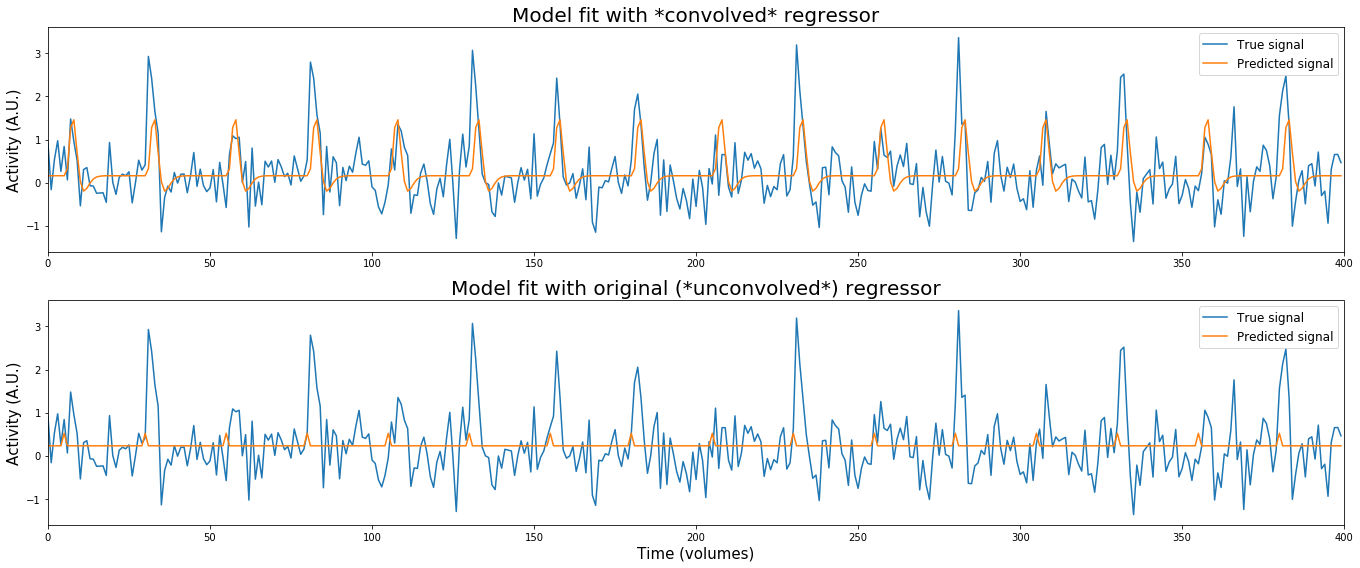 Model fit with *convolved* regressor
Activity (A.U.)
3
2
1
0
−1
True signal
Predicted signal
0 50 100 150 200 250 300 350 400
Model fit with original (*unconvolved*) regressor
Activity (A.U.)
3
2
1
0
−1
True signal
Predicted signal
0 50 100 150 200 250 300 350 400
Time (volumes)